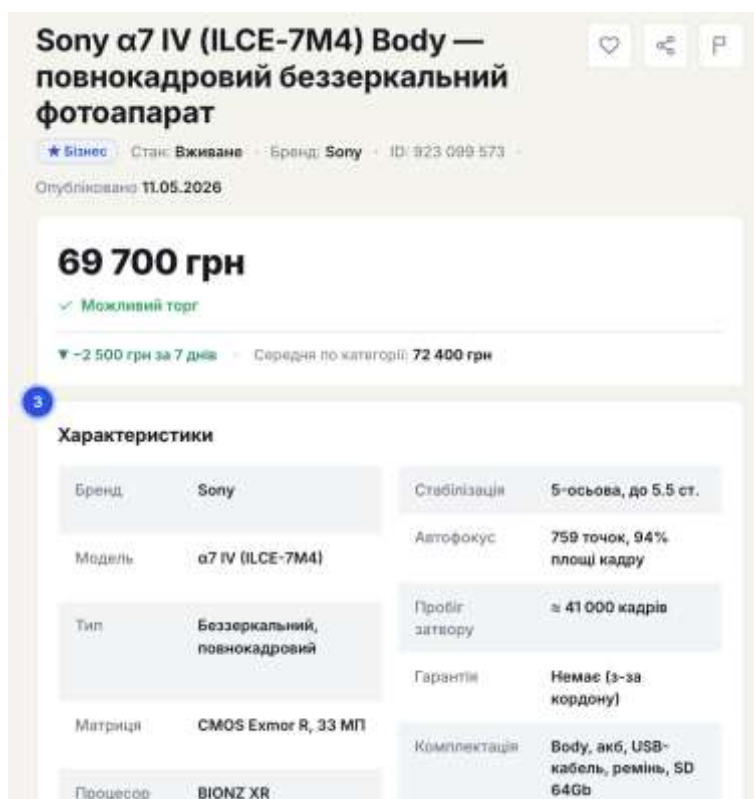 Sony α7 IV (ILCE-7M4) Body —
повнокадровий беззеркальний
фотоапарат
★ Бізнес Стан: Вживане · Бренд: Sony · ID: 923 099 573 ·
Опубліковано 11.05.2026
69 700 грн
✓ Можливий торг
▼ −2 500 грн за 7 днів · Середня по категорії: 72 400 грн
3
Характеристики
Бренд Sony
Модель α7 IV (ILCE-7M4)
Тип Беззеркальний,
повнокадровий
Матриця CMOS Exmor R, 33 МП
Процесор BIONZ XR
Стабілізація 5-осьова, до 5.5 ст.
Автофокус 759 точок, 94%
площі кадру
Пробіг ≈ 41 000 кадрів
затвору
Гарантія Немає (з-за
кордону)
Комплектація Body, акб, USB-
кабель, ремінь, SD
64Gb